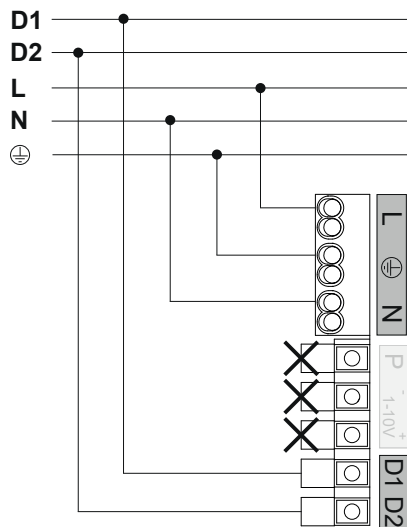 D1
D2
L
N
⏚
L ⏚ N
P - 1-10V +
D1 D2